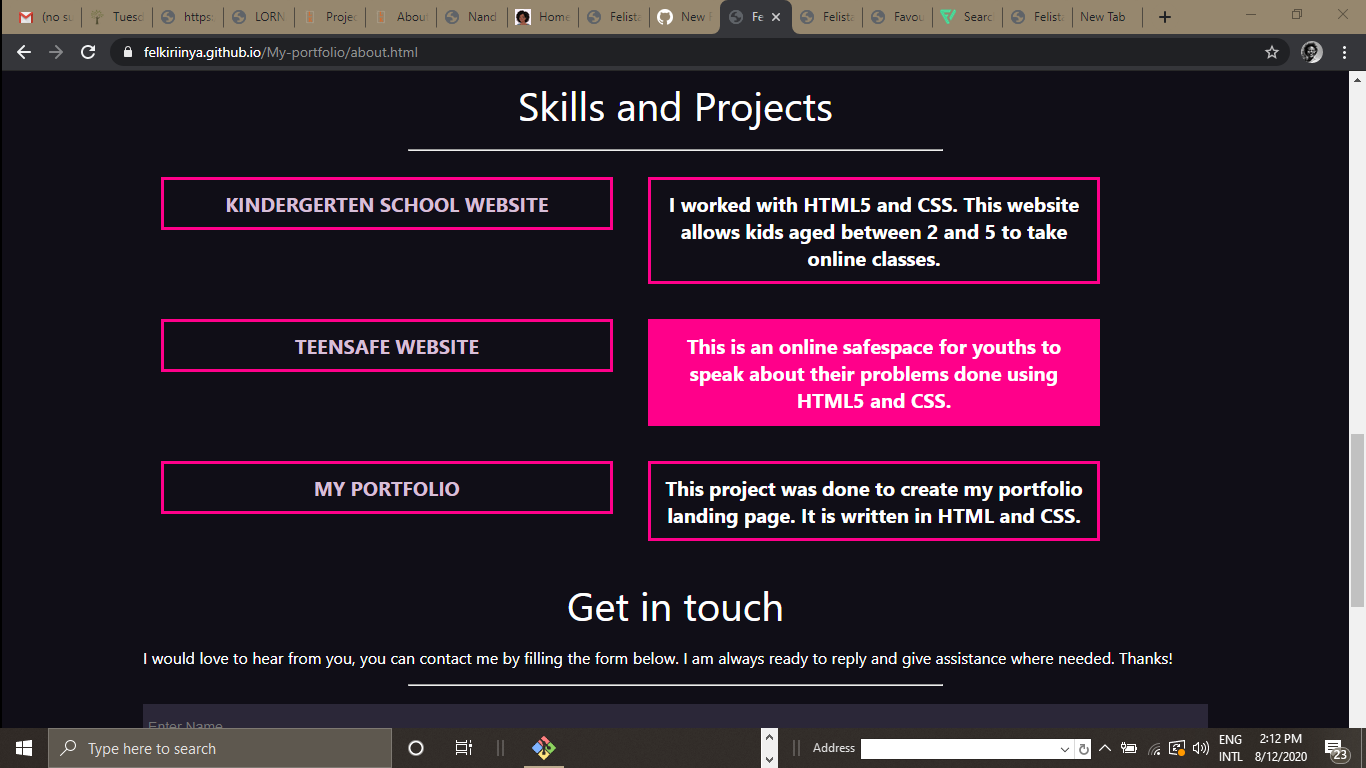 (no su
Tuesd
https:
LORN
Projec
About
Nand
Home
Felista
New F
Fe
Felista
Favou
Searc
Felista
New Tab
felkiriinya.github.io/My-portfolio/about.html
Skills and Projects
KINDERGERTEN SCHOOL WEBSITE
I worked with HTML5 and CSS. This website
allows kids aged between 2 and 5 to take
online classes.
TEENSAFE WEBSITE
This is an online safespace for youths to
speak about their problems done using
HTML5 and CSS.
MY PORTFOLIO
This project was done to create my portfolio
landing page. It is written in HTML and CSS.
Get in touch
I would love to hear from you, you can contact me by filling the form below. I am always ready to reply and give assistance where needed. Thanks!
Enter Name
Type here to search
Address
ENG
INTL
2:12 PM
8/12/2020
23